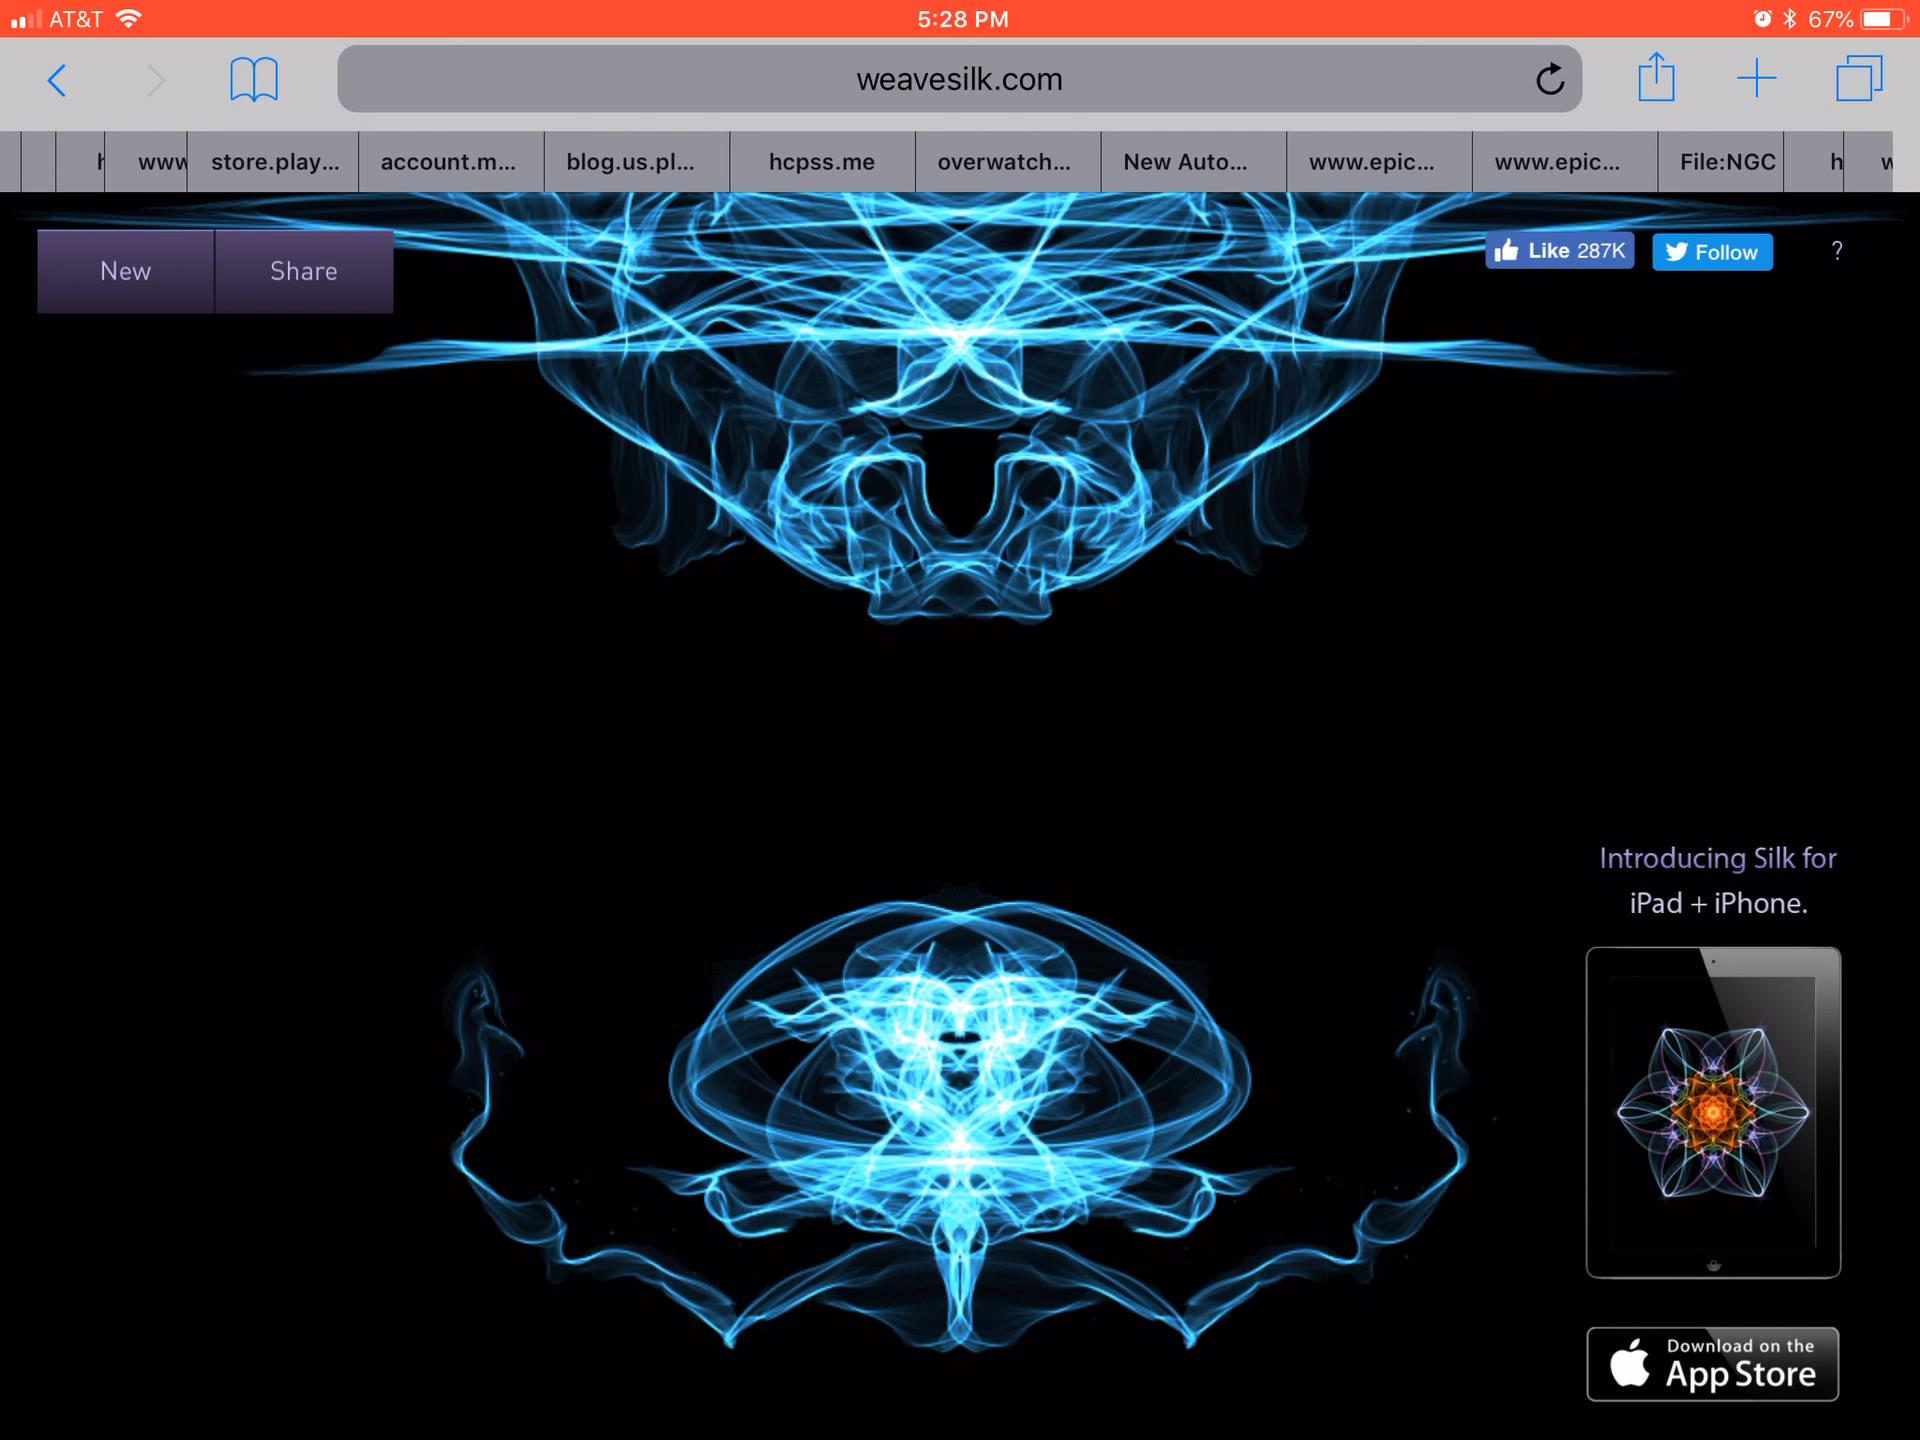 AT&T 5:28 PM 67%
weavesilk.com
www store.play... account.m... blog.us.pl... hcpss.me overwatch... New Auto... www.epic... www.epic... File:NGC h w
New Share Like 287K Follow ?
Introducing Silk for
iPad + iPhone.
Download on the
App Store